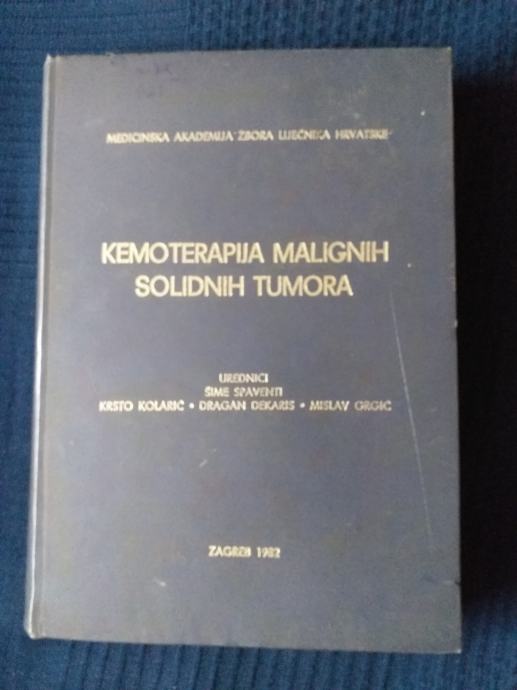 MEDICINSKA AKADEMIJA ZBORA LIJEČNIKA HRVATSKE
KEMOTERAPIJA MALIGNIH
SOLIDNIH TUMORA
UREDNICI
ŠIME SPAVENTI
KRSTO KOLARIĆ • DRAGAN DEKARIS • MISLAV GRGIĆ
ZAGREB 1982